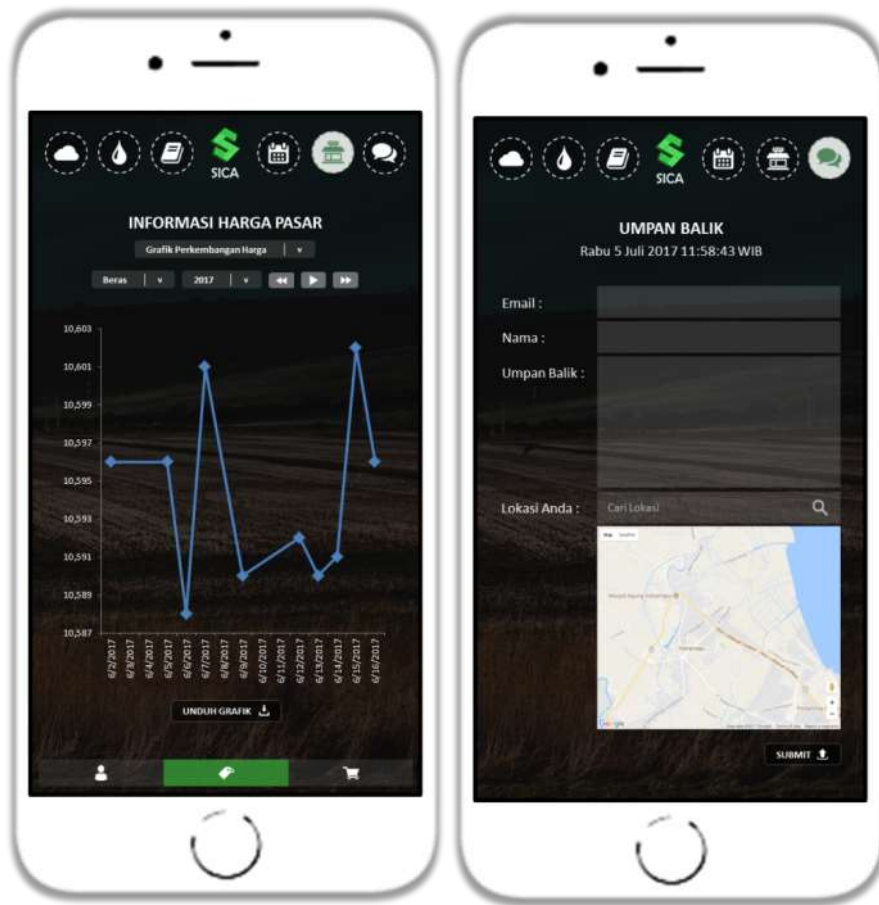 SICA
INFORMASI HARGA PASAR
Grafik Perkembangan Harga v
Beras v 2017 v
10,603
10,601
10,599
10,597
10,595
10,593
10,591
10,589
10,587
6/2/2017
6/3/2017
6/4/2017
6/5/2017
6/6/2017
6/7/2017
6/8/2017
6/9/2017
6/10/2017
6/11/2017
6/12/2017
6/13/2017
6/14/2017
6/15/2017
6/16/2017
UNDUH GRAFIK
SICA
UMPAN BALIK
Rabu 5 Juli 2017 11:58:43 WIB
Email :
Nama :
Umpan Balik :
Lokasi Anda : Cari Lokasi
Map Satellite
Google
SUBMIT